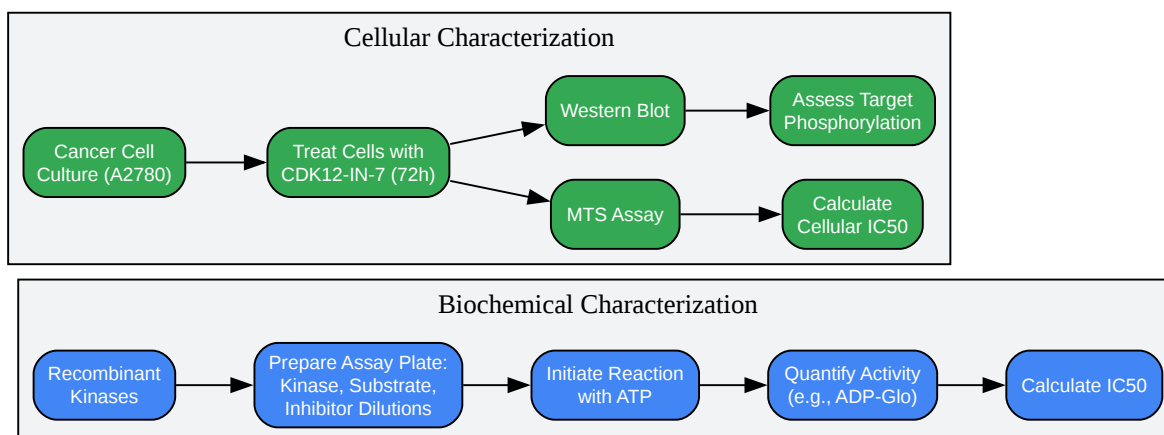 Cellular Characterization
Cancer Cell
Culture (A2780)
Treat Cells with
CDK12-IN-7 (72h)
Western Blot
Assess Target
Phosphorylation
MTS Assay
Calculate
Cellular IC50
Biochemical Characterization
Recombinant
Kinases
Prepare Assay Plate:
Kinase, Substrate,
Inhibitor Dilutions
Initiate Reaction
with ATP
Quantify Activity
(e.g., ADP-Glo)
Calculate IC50